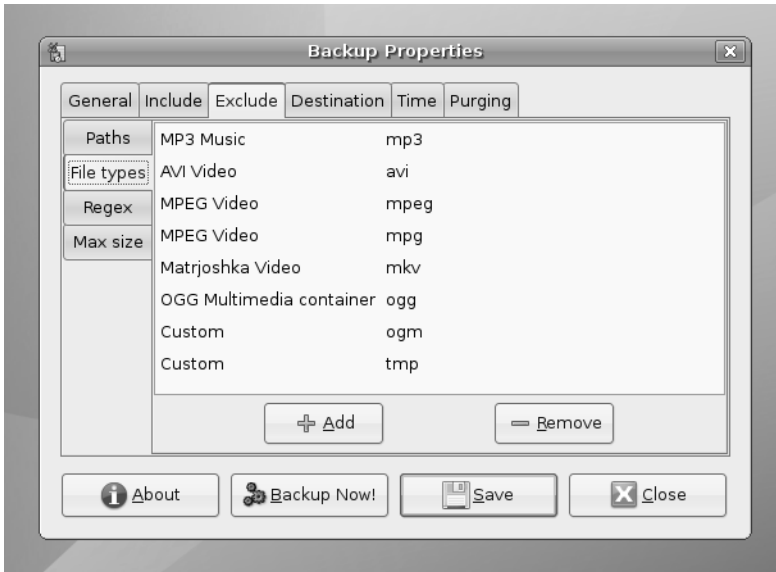 Backup Properties
General Include Exclude Destination Time Purging
Paths
File types
Regex
Max size
MP3 Music mp3
AVI Video avi
MPEG Video mpeg
MPEG Video mpg
Matrjoshka Video mkv
OGG Multimedia container ogg
Custom ogm
Custom tmp
Add Remove
About Backup Now! Save Close